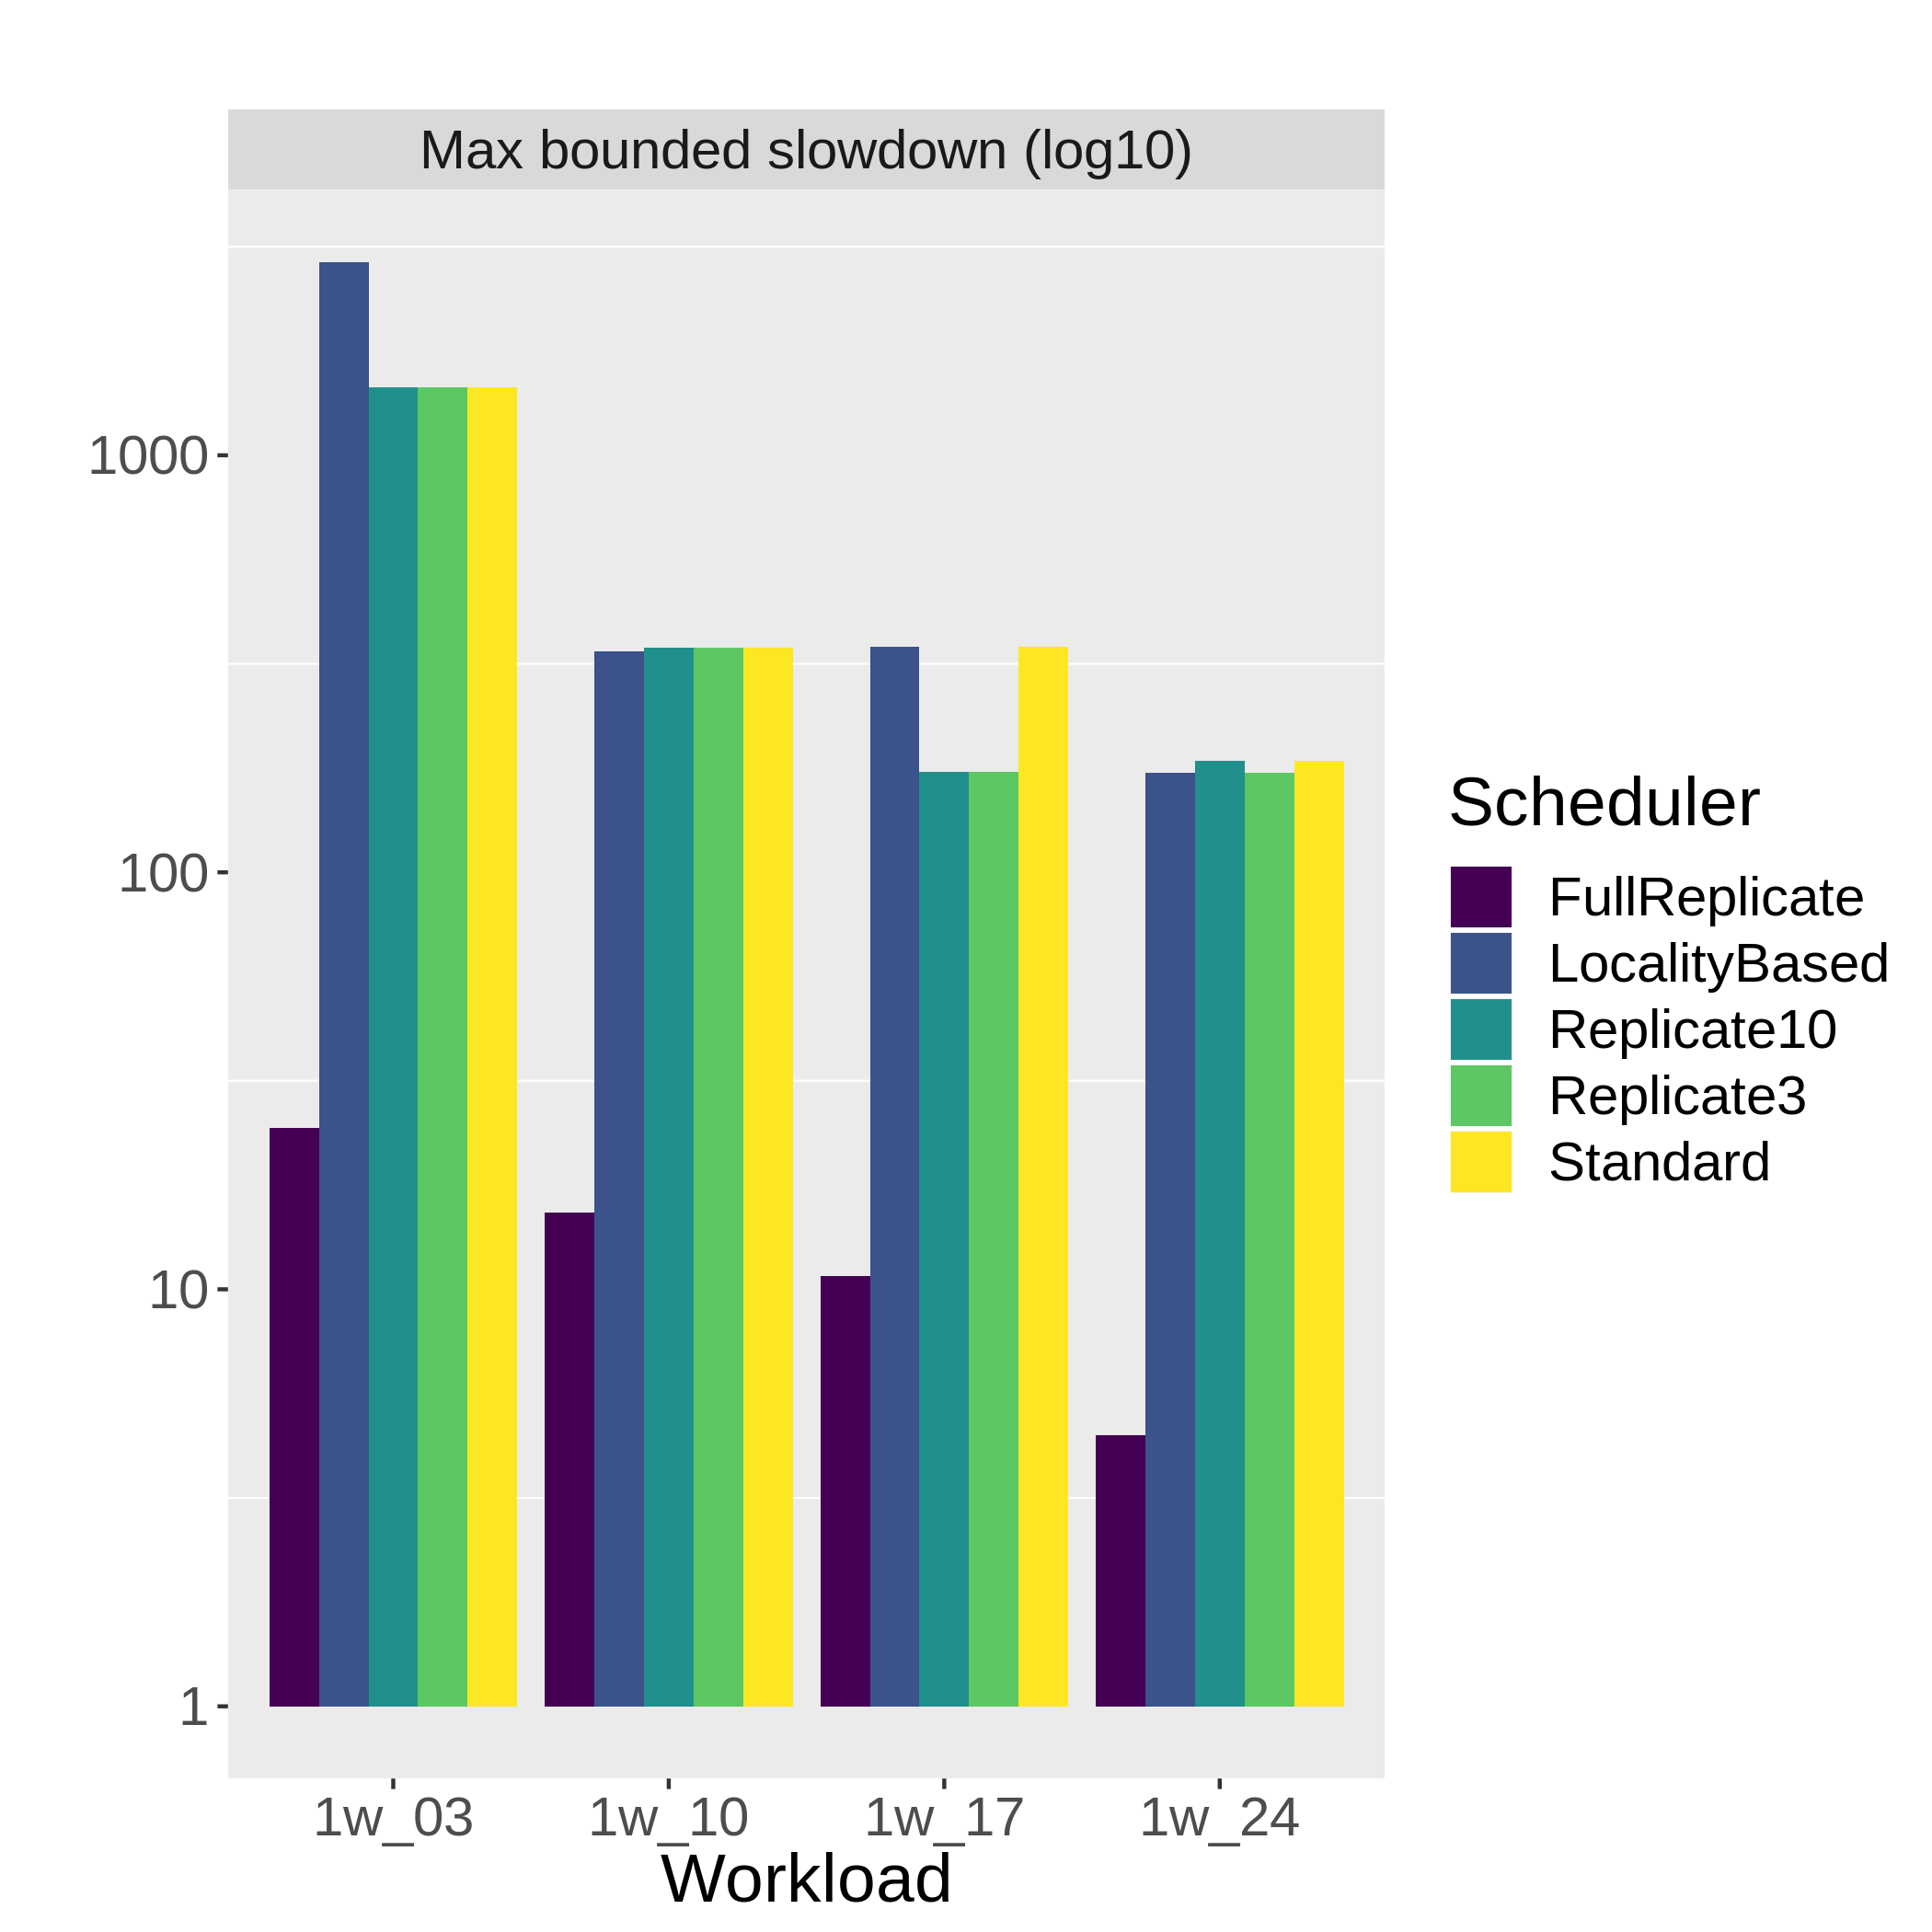 Max bounded slowdown (log10)
1000
100
10
1
1w_03
1w_10
1w_17
1w_24
Workload
Scheduler
FullReplicate
LocalityBased
Replicate10
Replicate3
Standard